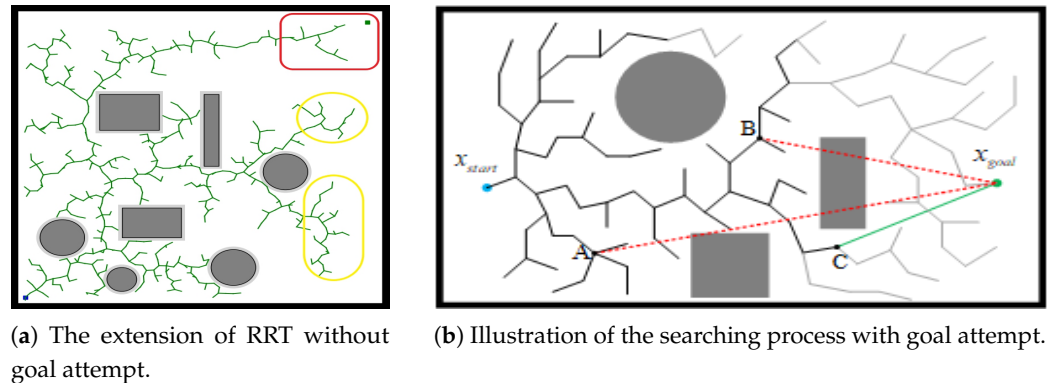 B
x_start
x_goal
A
C
(a) The extension of RRT without
goal attempt.
(b) Illustration of the searching process with goal attempt.